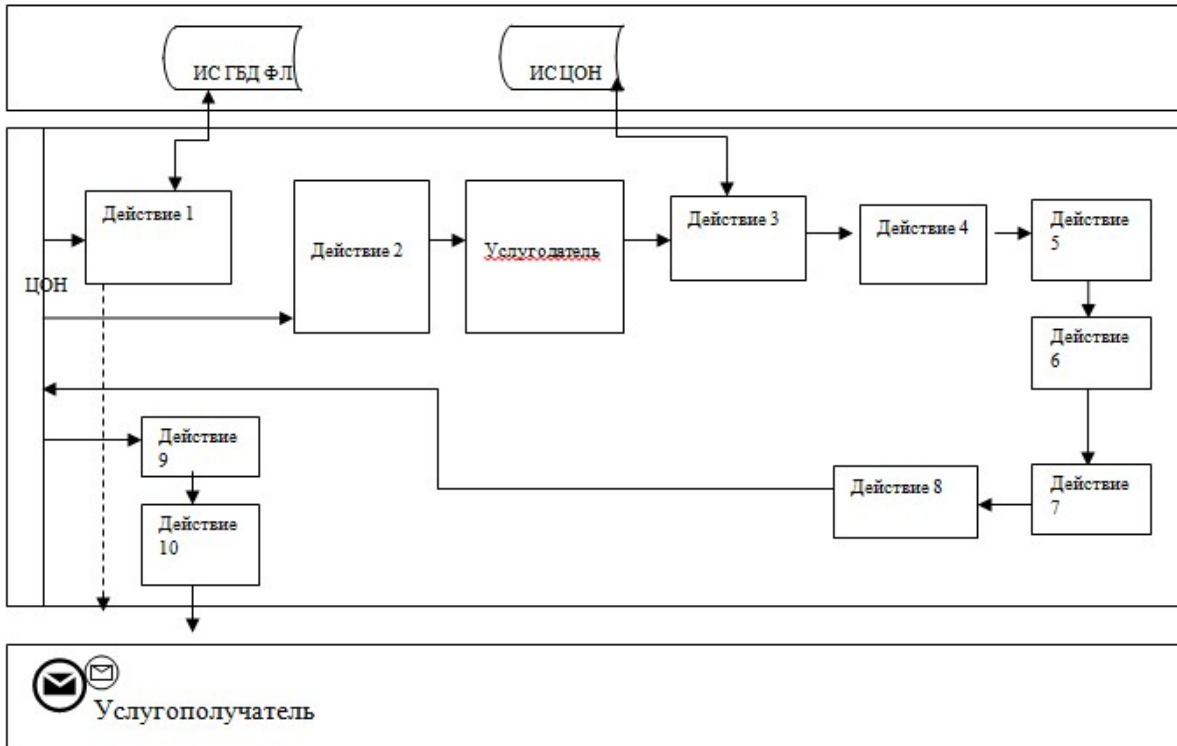 ИС ГБД ФЛ
ИС ЦОН
ЦОН
Действие 1
Действие 2
Услугодатель
Действие 3
Действие 4
Действие
5
Действие
6
Действие
7
Действие 8
Действие
9
Действие
10
Услугополучатель